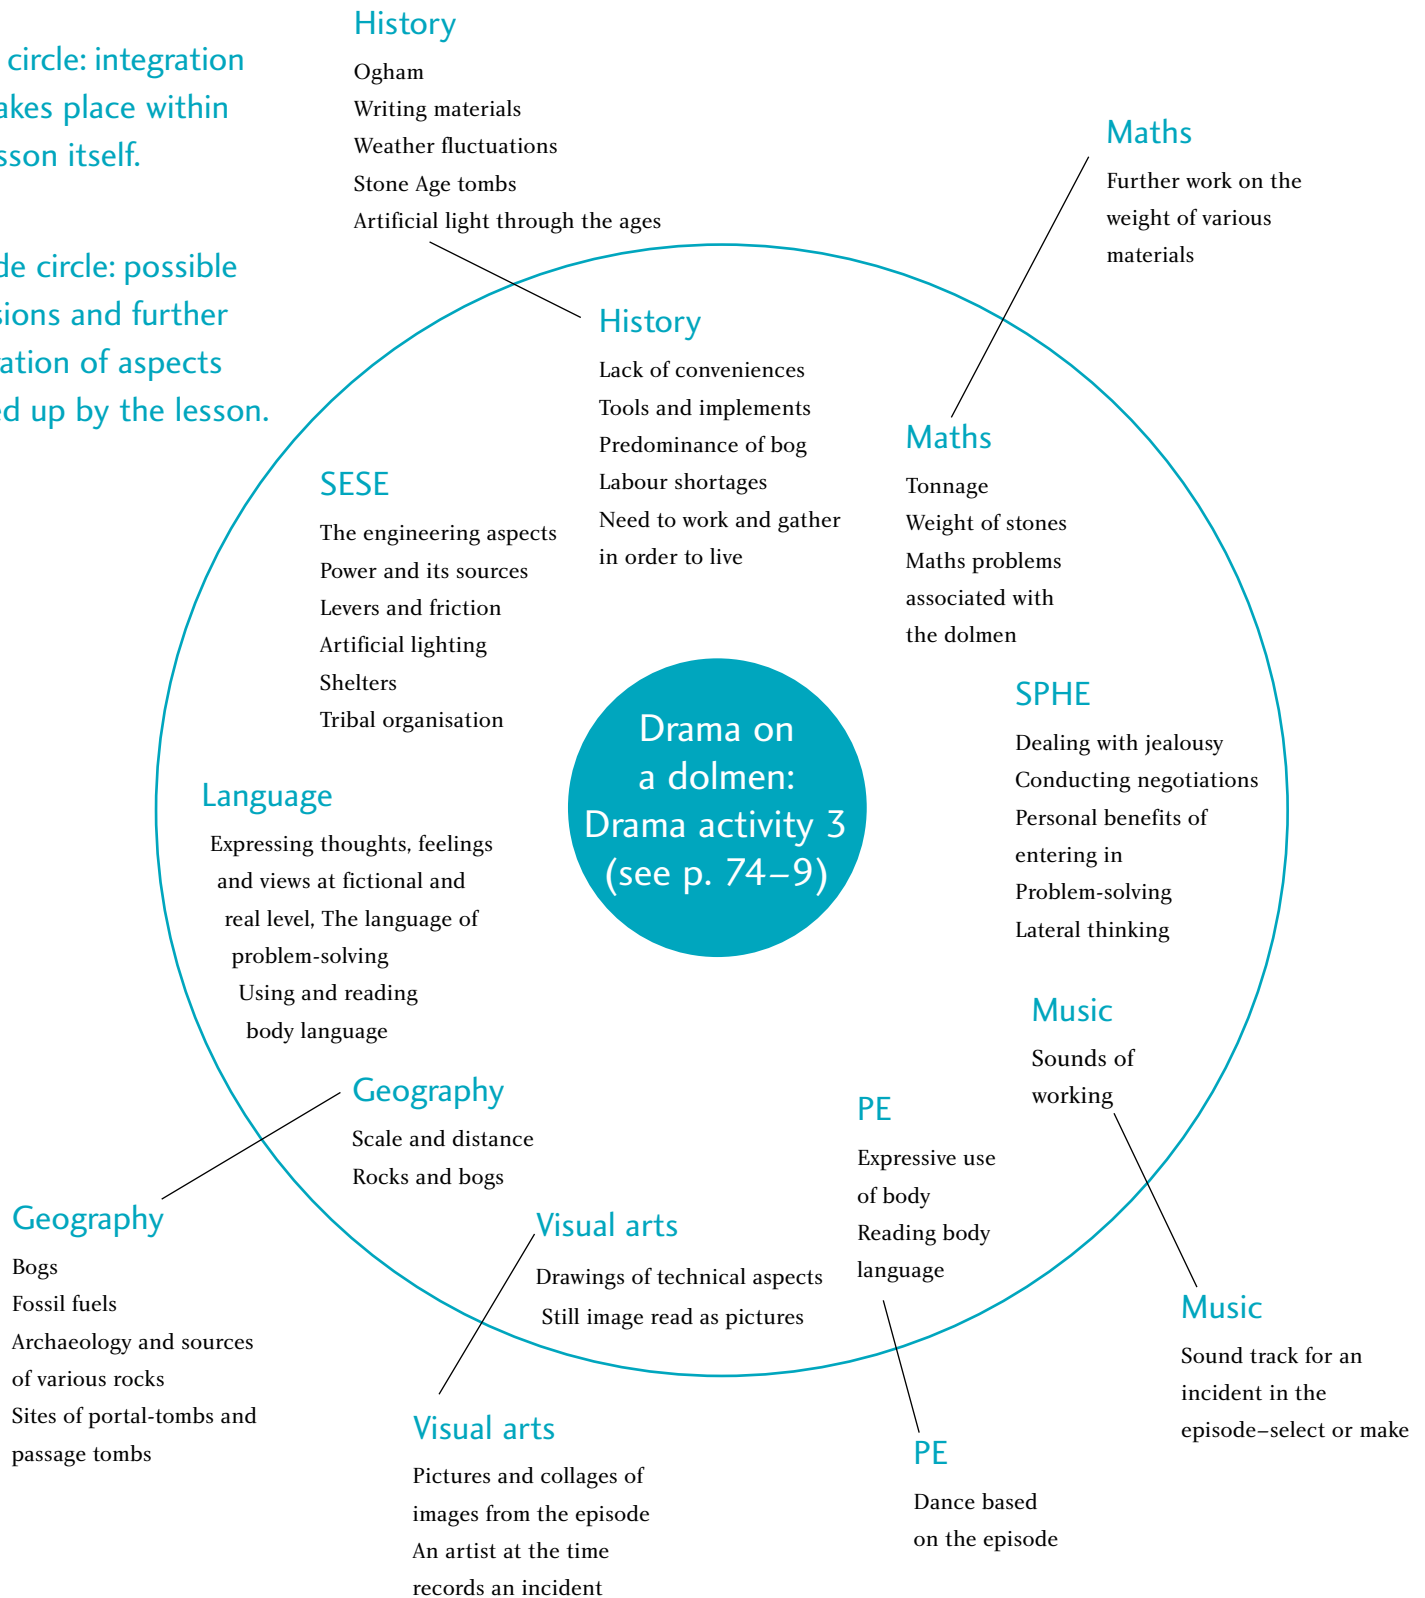 circle: integration
akes place within
sson itself.
de circle: possible
sions and further
ation of aspects
ed up by the lesson.
History
Ogham
Writing materials
Weather fluctuations
Stone Age tombs
Artificial light through the ages
Maths
Further work on the
weight of various
materials
History
Lack of conveniences
Tools and implements
Predominance of bog
Labour shortages
Need to work and gather
in order to live
Maths
Tonnage
Weight of stones
Maths problems
associated with
the dolmen
SESE
The engineering aspects
Power and its sources
Levers and friction
Artificial lighting
Shelters
Tribal organisation
SPHE
Dealing with jealousy
Conducting negotiations
Personal benefits of
entering in
Problem-solving
Lateral thinking
Drama on
a dolmen:
Drama activity 3
(see p. 74–9)
Language
Expressing thoughts, feelings
and views at fictional and
real level, The language of
problem-solving
Using and reading
body language
Music
Sounds of
working
Geography
Scale and distance
Rocks and bogs
PE
Expressive use
of body
Reading body
language
Visual arts
Drawings of technical aspects
Still image read as pictures
Geography
Bogs
Fossil fuels
Archaeology and sources
of various rocks
Sites of portal-tombs and
passage tombs
Visual arts
Pictures and collages of
images from the episode
An artist at the time
records an incident
PE
Dance based
on the episode
Music
Sound track for an
incident in the
episode–select or make